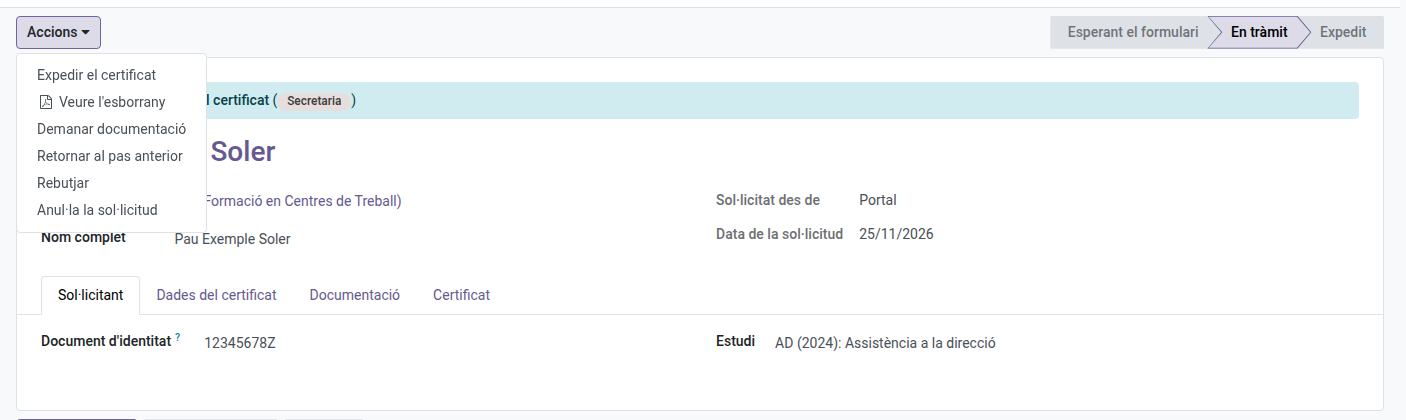 Accions
Esperant el formulari
En tràmit
Expedit
Expedir el certificat
Veure l'esborrany
Demanar documentació
Retornar al pas anterior
Rebutjar
Anul·la la sol·licitud
l certificat ( Secretaria )
Soler
Formació en Centres de Treball)
Sol·licitat des de Portal
Nom complet Pau Exemple Soler
Data de la sol·licitud 25/11/2026
Sol·licitant
Dades del certificat
Documentació
Certificat
Document d'identitat ? 12345678Z
Estudi AD (2024): Assistència a la direcció